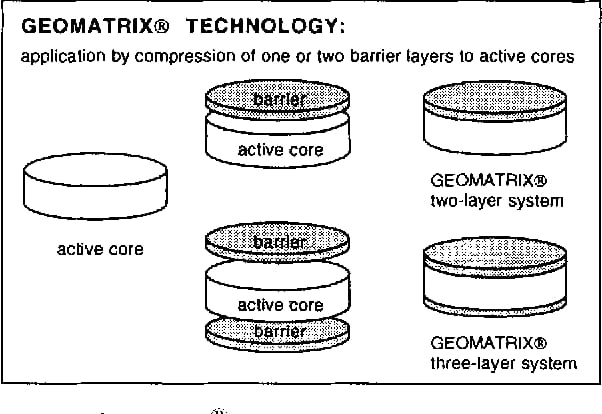 GEOMATRIX® TECHNOLOGY:
application by compression of one or two barrier layers to active cores
barrier
active core
GEOMATRIX®
two-layer system
active core
barrier
active core
barrier
GEOMATRIX®
three-layer system
®